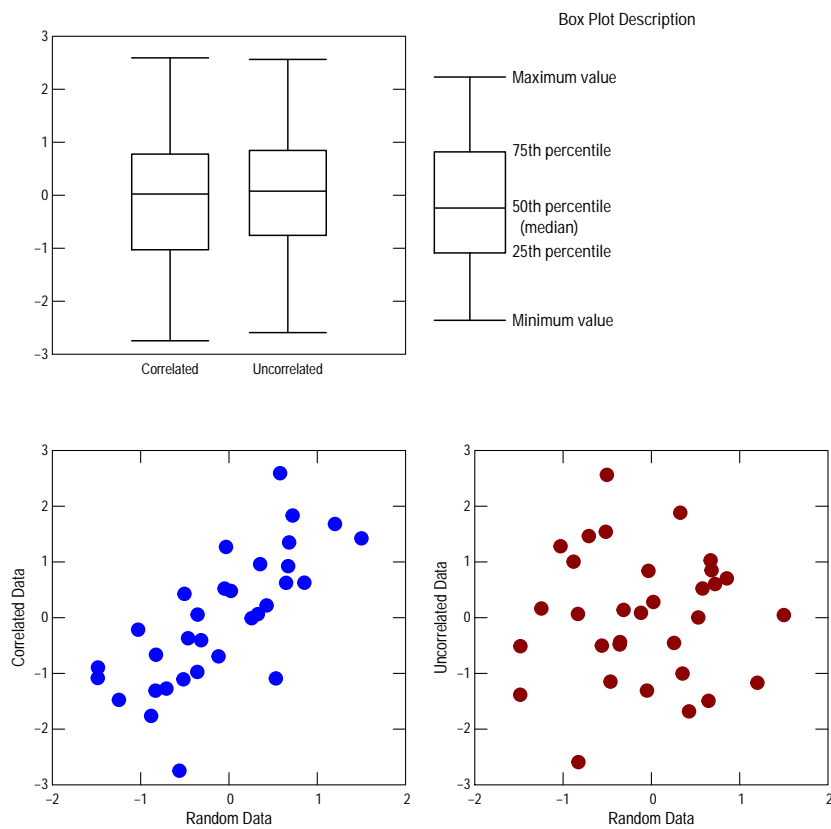 Box Plot Description
3
2
1
0
−1
−2
−3
Correlated Uncorrelated
Maximum value
75th percentile
50th percentile
(median)
25th percentile
Minimum value
3
2
1
0
−1
−2
−3
Correlated Data
−2 −1 0 1 2
Random Data
3
2
1
0
−1
−2
−3
Uncorrelated Data
−2 −1 0 1 2
Random Data